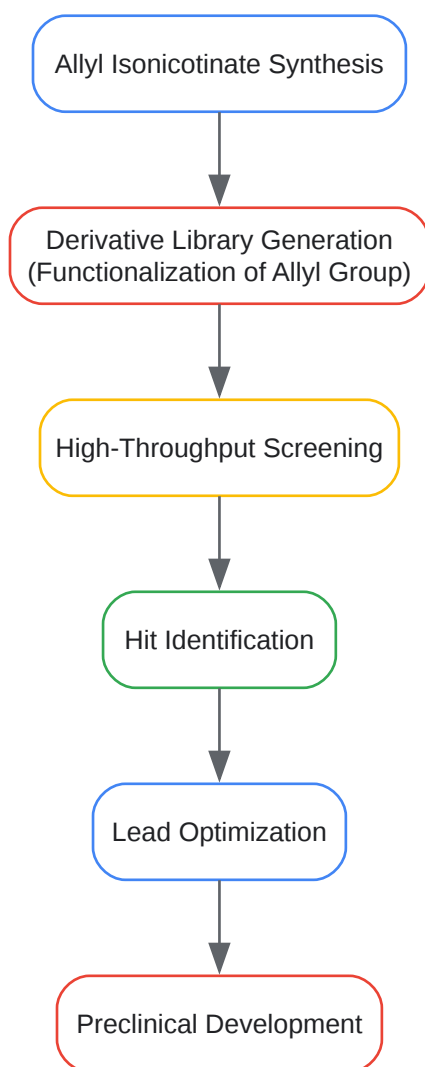 Allyl Isonicotinate Synthesis
Derivative Library Generation
(Functionalization of Allyl Group)
High-Throughput Screening
Hit Identification
Lead Optimization
Preclinical Development